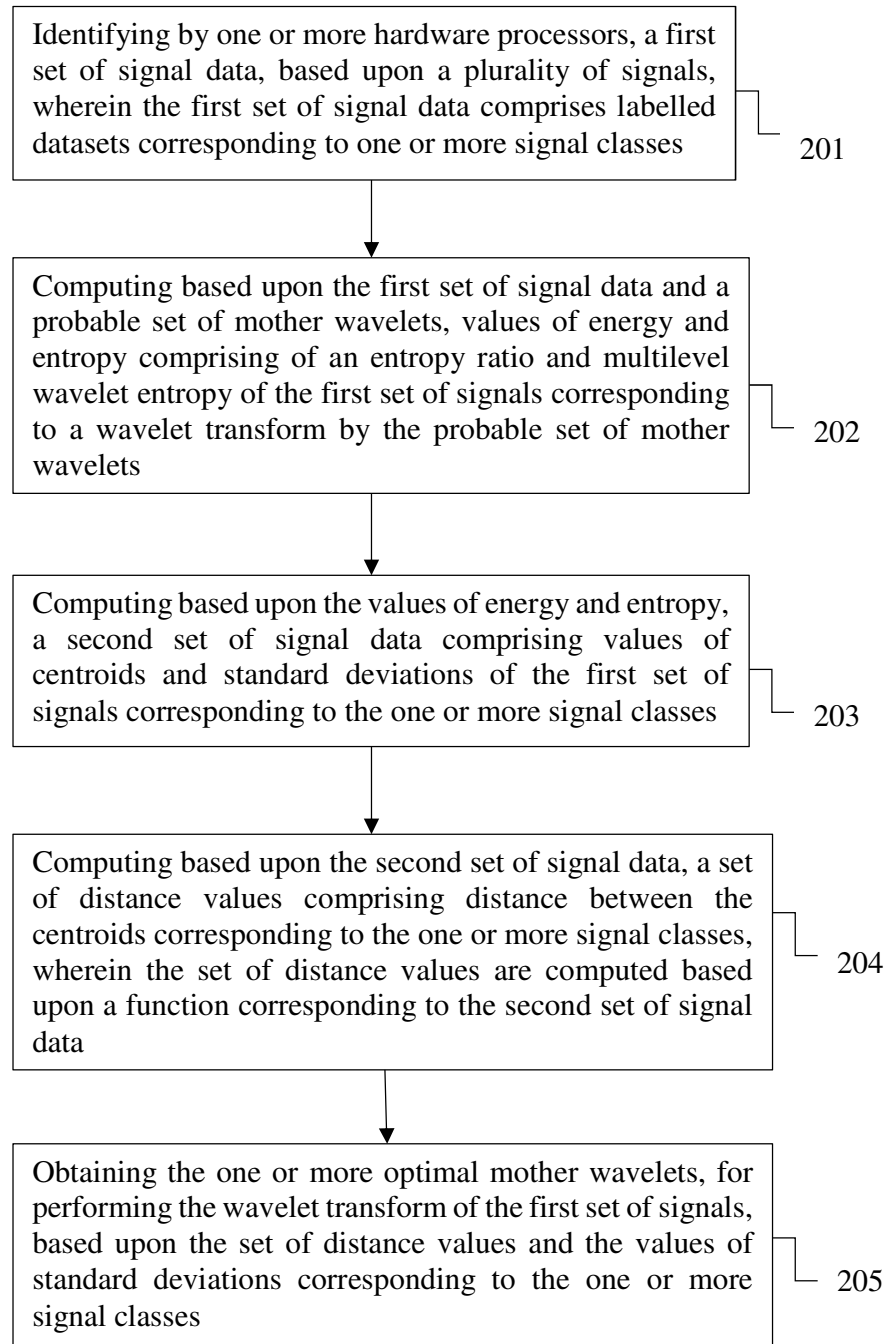 Identifying by one or more hardware processors, a first
set of signal data, based upon a plurality of signals,
wherein the first set of signal data comprises labelled
datasets corresponding to one or more signal classes
201
Computing based upon the first set of signal data and a
probable set of mother wavelets, values of energy and
entropy comprising of an entropy ratio and multilevel
wavelet entropy of the first set of signals corresponding
to a wavelet transform by the probable set of mother
wavelets
202
Computing based upon the values of energy and entropy,
a second set of signal data comprising values of
centroids and standard deviations of the first set of
signals corresponding to the one or more signal classes
203
Computing based upon the second set of signal data, a set
of distance values comprising distance between the
centroids corresponding to the one or more signal classes,
wherein the set of distance values are computed based
upon a function corresponding to the second set of signal
data
204
Obtaining the one or more optimal mother wavelets, for
performing the wavelet transform of the first set of signals,
based upon the set of distance values and the values of
standard deviations corresponding to the one or more
signal classes
205